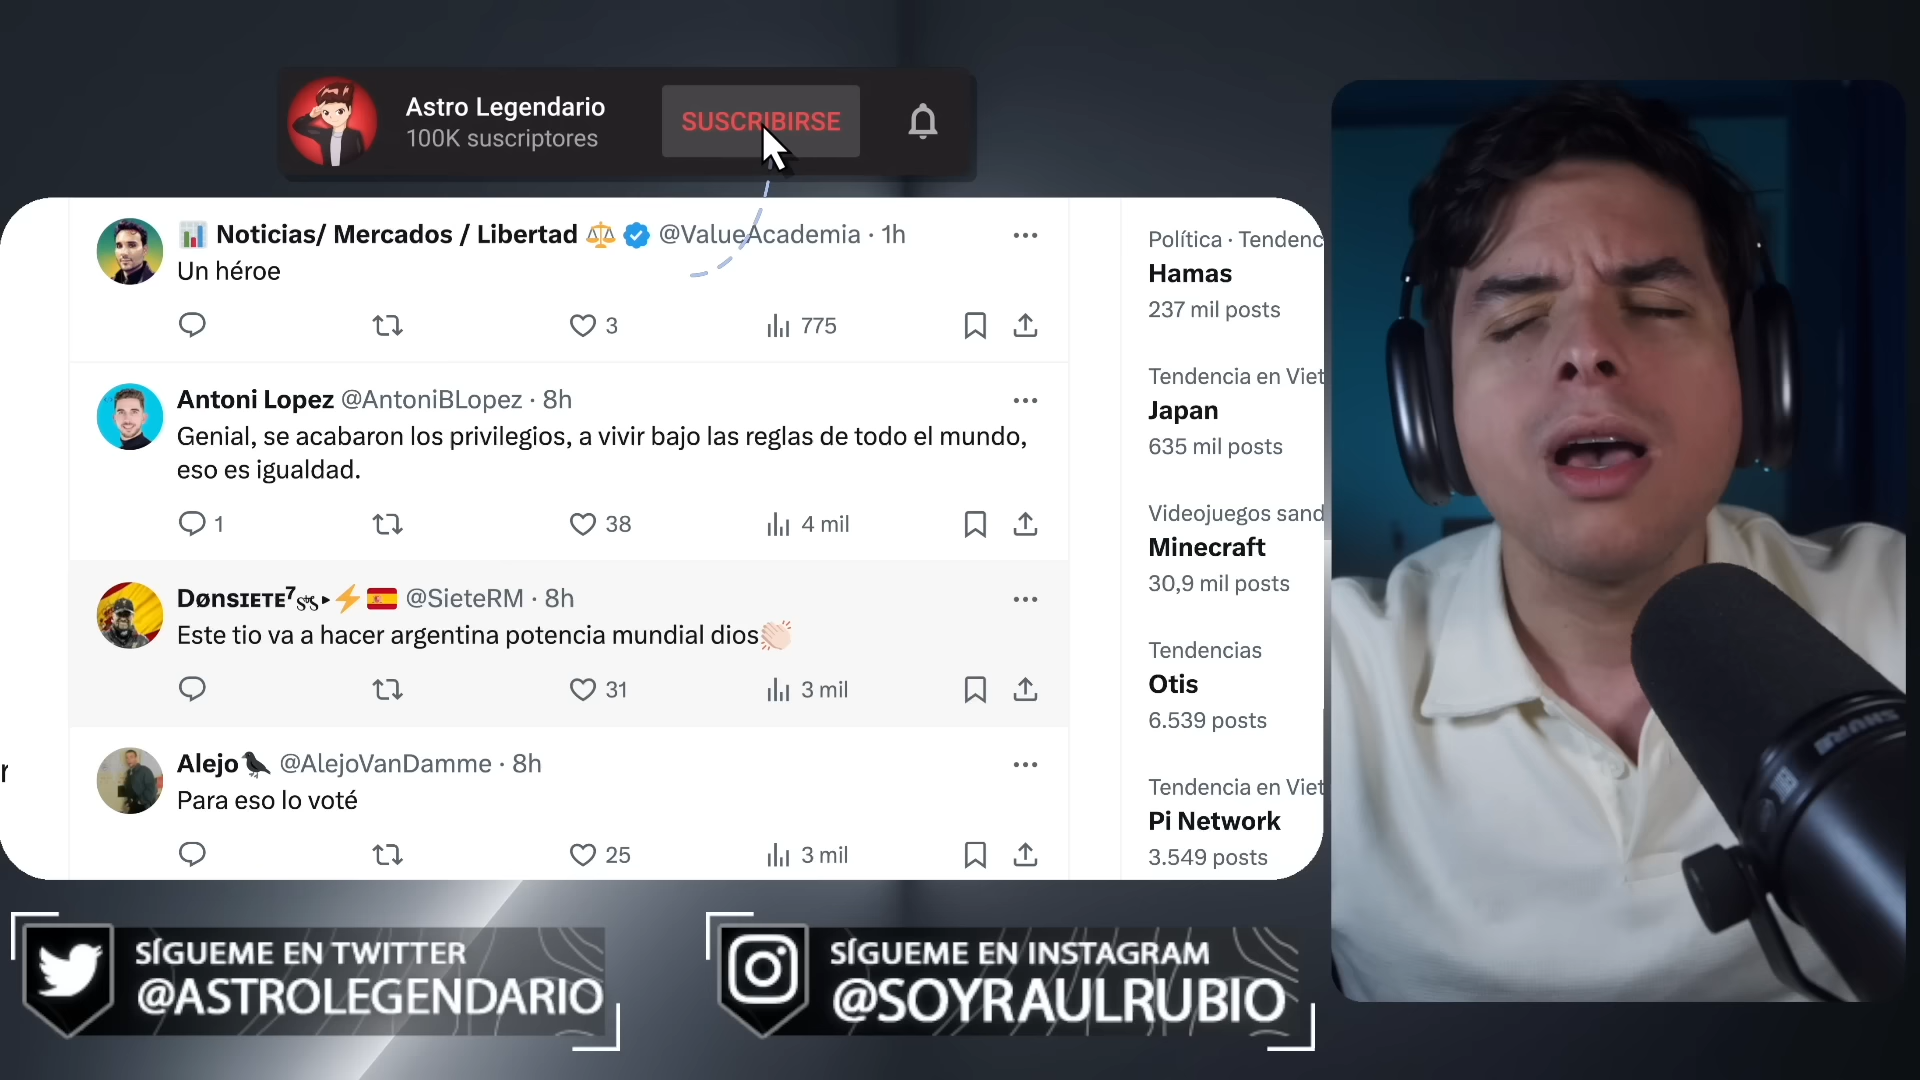 Astro Legendario
100K suscriptores
SUSCRIBIRSE
Noticias/ Mercados / Libertad @ValueAcademia · 1h
Un héroe
3
775
Antoni Lopez @AntoniBLopez · 8h
Genial, se acabaron los privilegios, a vivir bajo las reglas de todo el mundo,
eso es igualdad.
1
38
4 mil
DønSIETE⁷ @SieteRM · 8h
Este tio va a hacer argentina potencia mundial dios👏🏻
31
3 mil
Alejo @AlejoVanDamme · 8h
Para eso lo voté
25
3 mil
Política · Tendenc
Hamas
237 mil posts
Tendencia en Viet
Japan
635 mil posts
Videojuegos sand
Minecraft
30,9 mil posts
Tendencias
Otis
6.539 posts
Tendencia en Viet
Pi Network
3.549 posts
SHURE
SÍGUEME EN TWITTER
@ASTROLEGENDARIO
SÍGUEME EN INSTAGRAM
@SOYRAULRUBIO